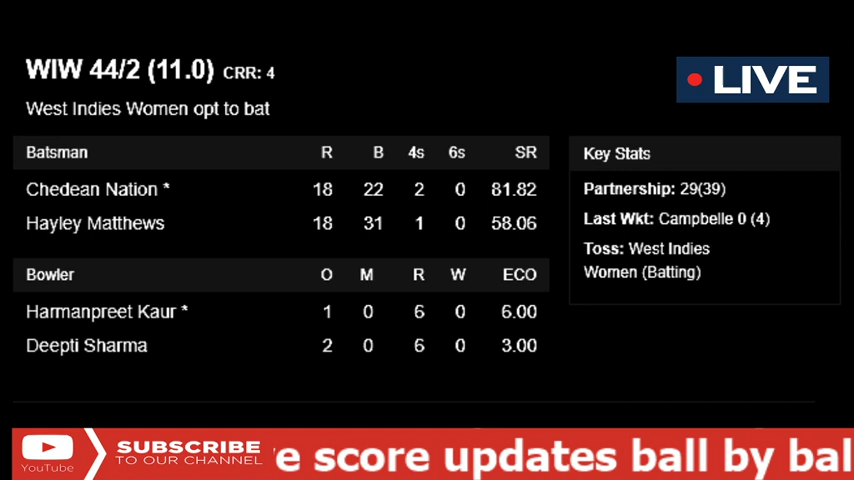 WIW 44/2 (11.0) CRR: 4
LIVE
West Indies Women opt to bat
Batsman R B 4s 6s SR
Chedean Nation * 18 22 2 0 81.82
Hayley Matthews 18 31 1 0 58.06
Bowler O M R W ECO
Harmanpreet Kaur * 1 0 6 0 6.00
Deepti Sharma 2 0 6 0 3.00
Key Stats
Partnership: 29(39)
Last Wkt: Campbelle 0 (4)
Toss: West Indies
Women (Batting)
YouTube
SUBSCRIBE
TO OUR CHANNEL
e score updates ball by bal